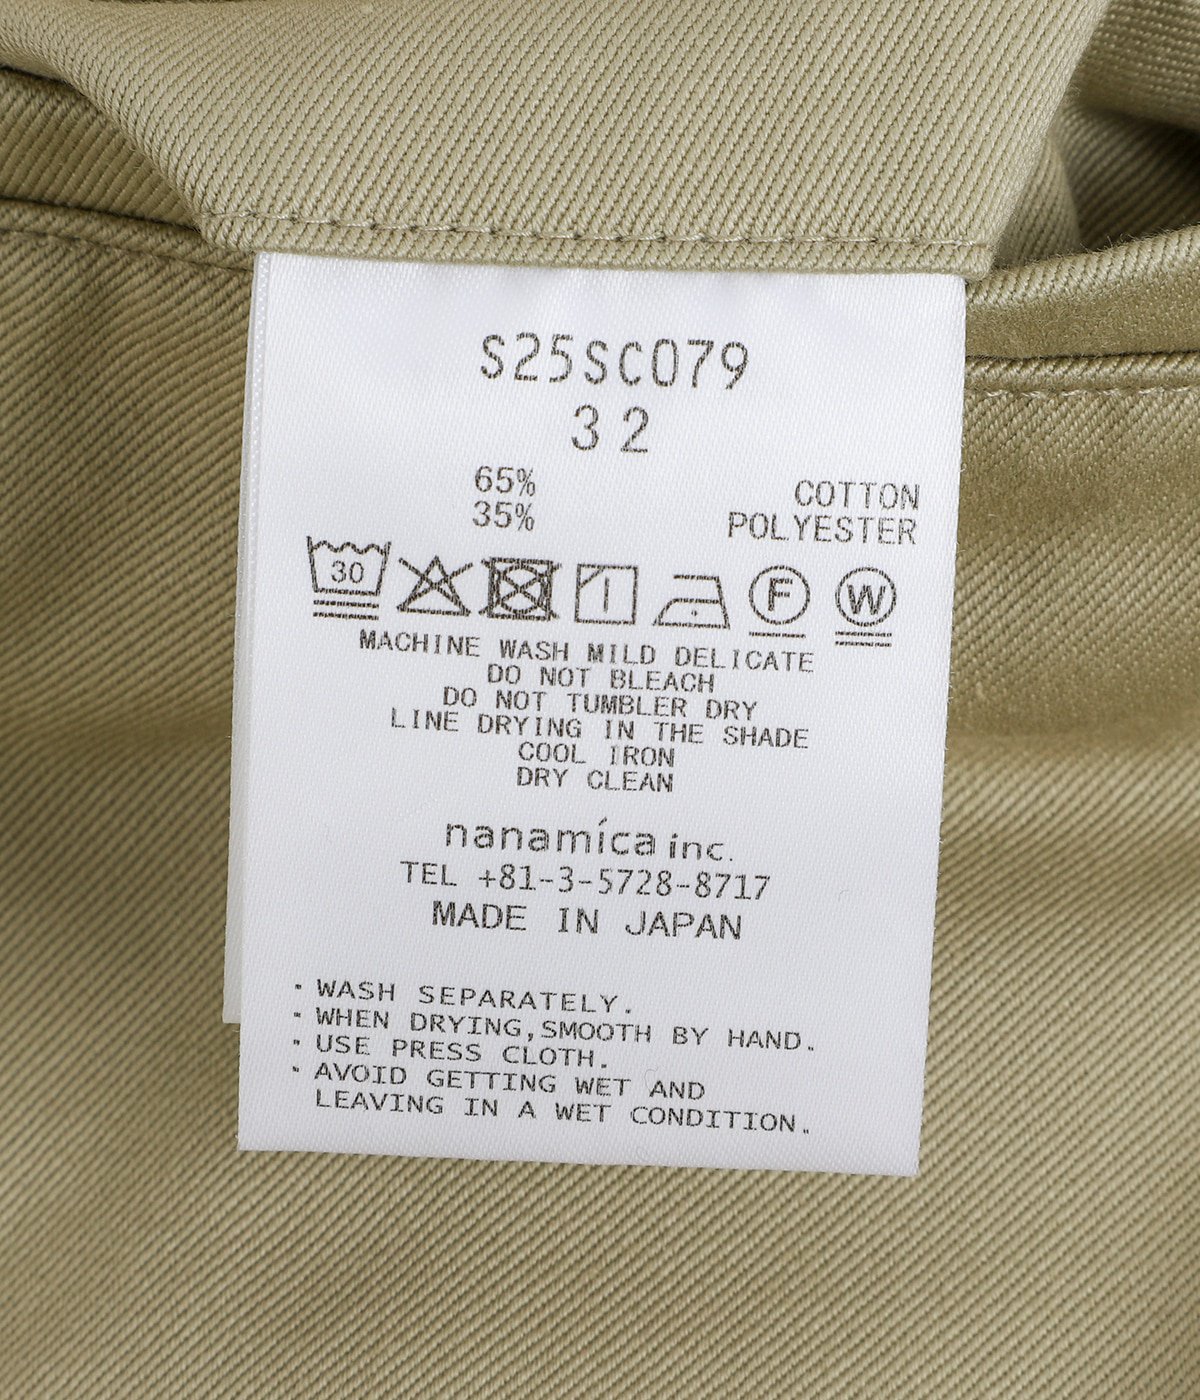 S25SC079
32
65% COTTON
35% POLYESTER
30 F W
MACHINE WASH MILD DELICATE
DO NOT BLEACH
DO NOT TUMBLER DRY
LINE DRYING IN THE SHADE
COOL IRON
DRY CLEAN
nanamíca inc.
TEL +81-3-5728-8717
MADE IN JAPAN
・WASH SEPARATELY.
・WHEN DRYING,SMOOTH BY HAND.
・USE PRESS CLOTH.
・AVOID GETTING WET AND
LEAVING IN A WET CONDITION.